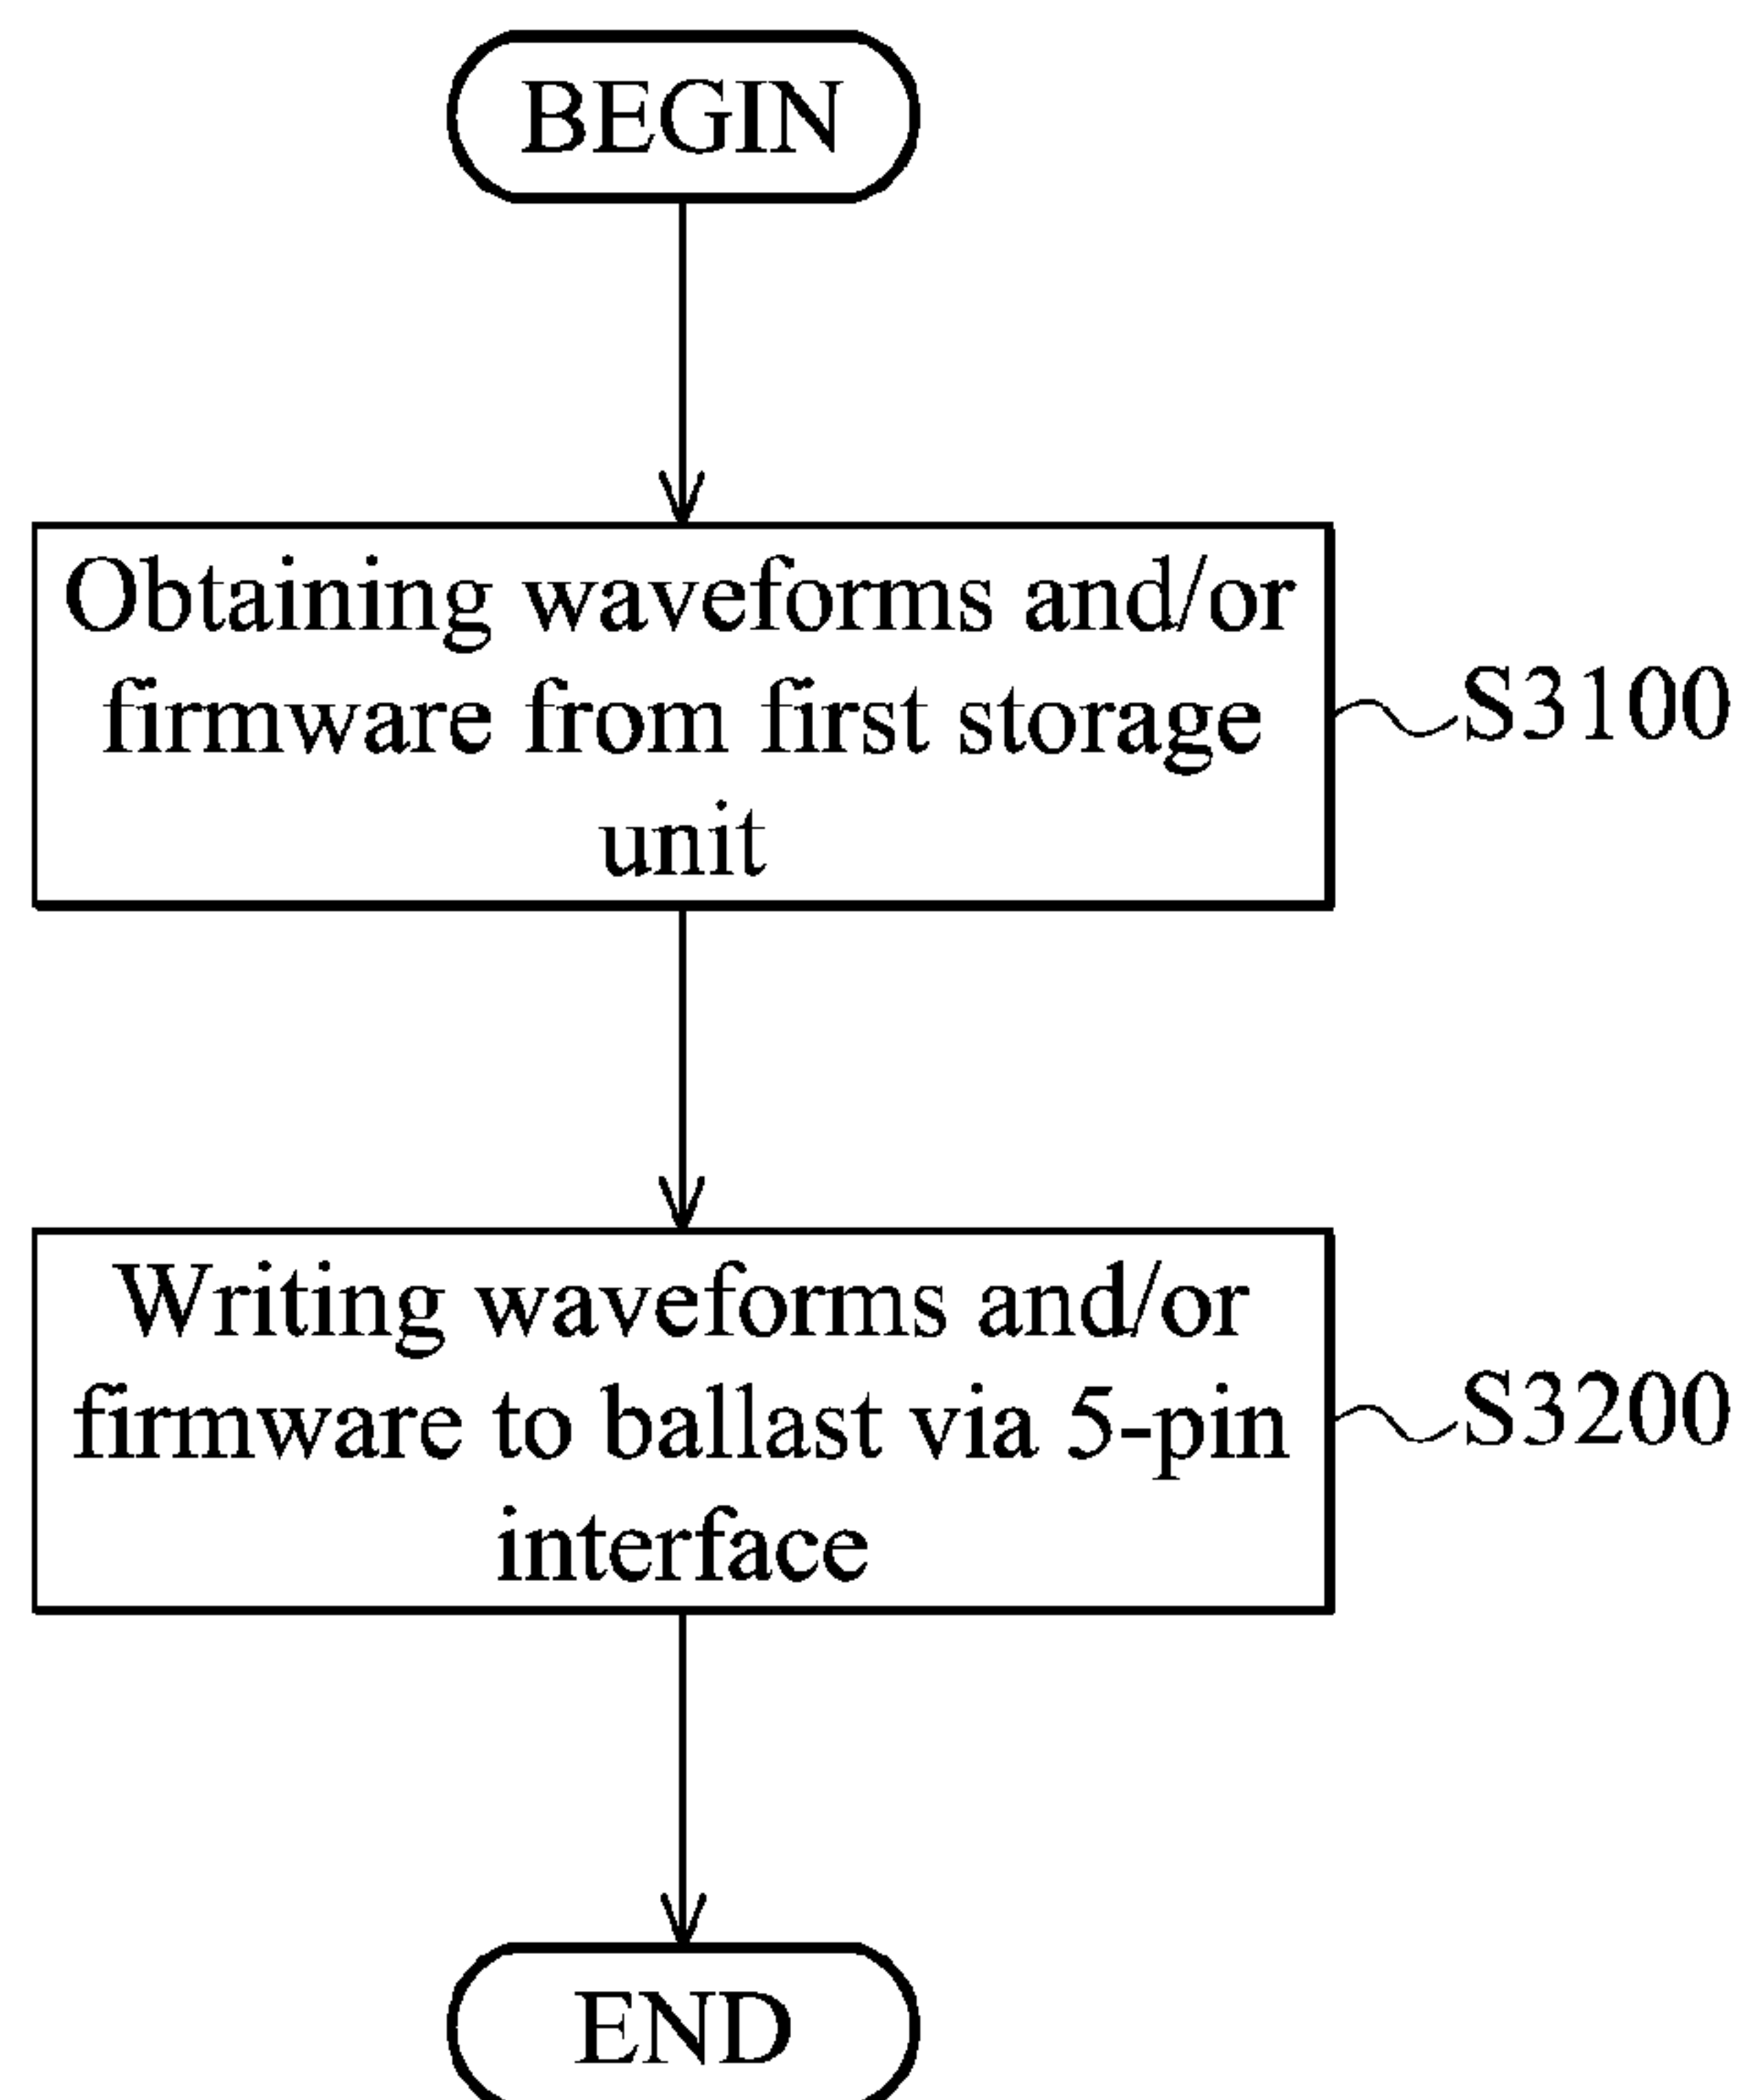 BEGIN
Obtaining waveforms and/or
firmware from first storage
unit
S3100
Writing waveforms and/or
firmware to ballast via 5-pin
interface
S3200
END